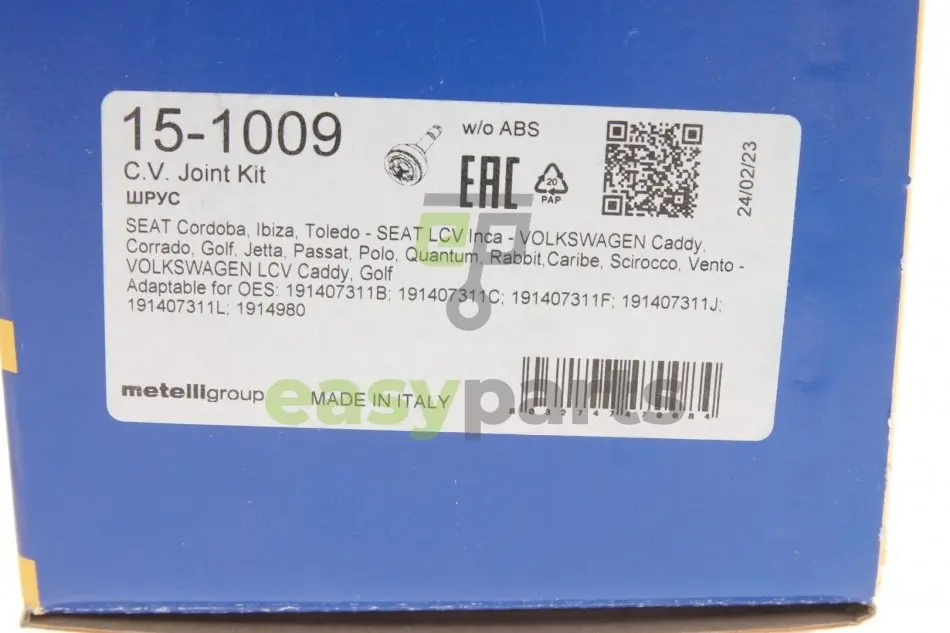 15-1009
C.V. Joint Kit
ШРУС
w/o ABS
EAC
20
PAP
24/02/23
SEAT Cordoba, Ibiza, Toledo - SEAT LCV Inca - VOLKSWAGEN Caddy,
Corrado, Golf, Jetta, Passat, Polo, Quantum, Rabbit,Caribe, Scirocco, Vento -
VOLKSWAGEN LCV Caddy, Golf
Adaptable for OES: 191407311B; 191407311C; 191407311F; 191407311J;
191407311L; 1914980
metelligroup
MADE IN ITALY
8032747470084
easyparts